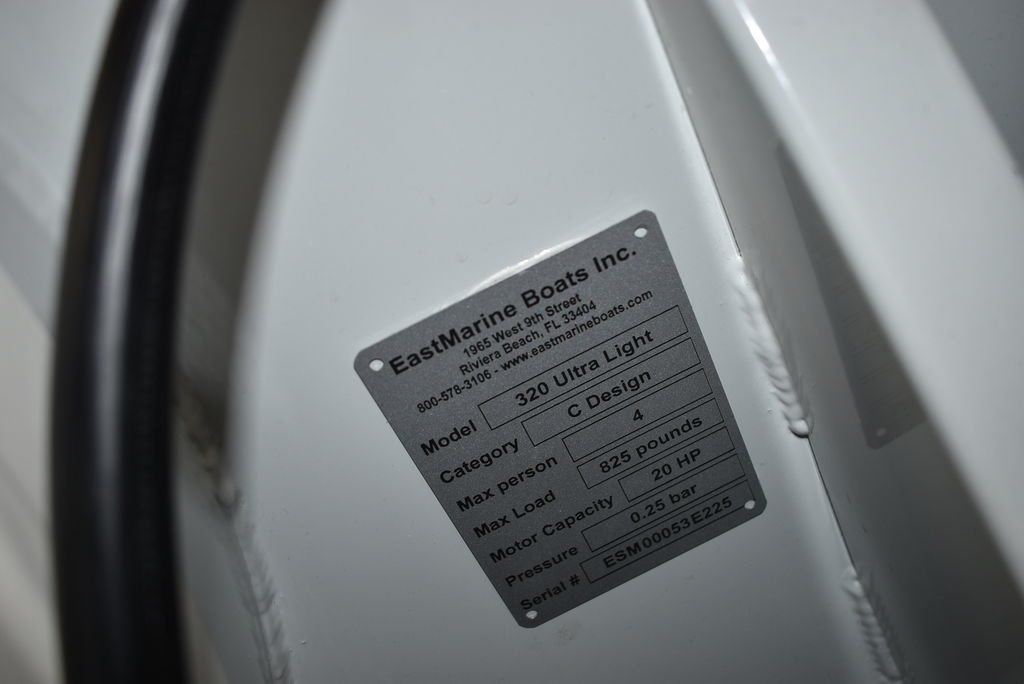 EastMarine Boats Inc.
1965 West 9th Street
Riviera Beach, FL 33404
800-578-3106 - www.eastmarineboats.com
Model 320 Ultra Light
Category C Design
Max person 4
Max Load 825 pounds
Motor Capacity 20 HP
Pressure 0.25 bar
Serial # ESM00053E225